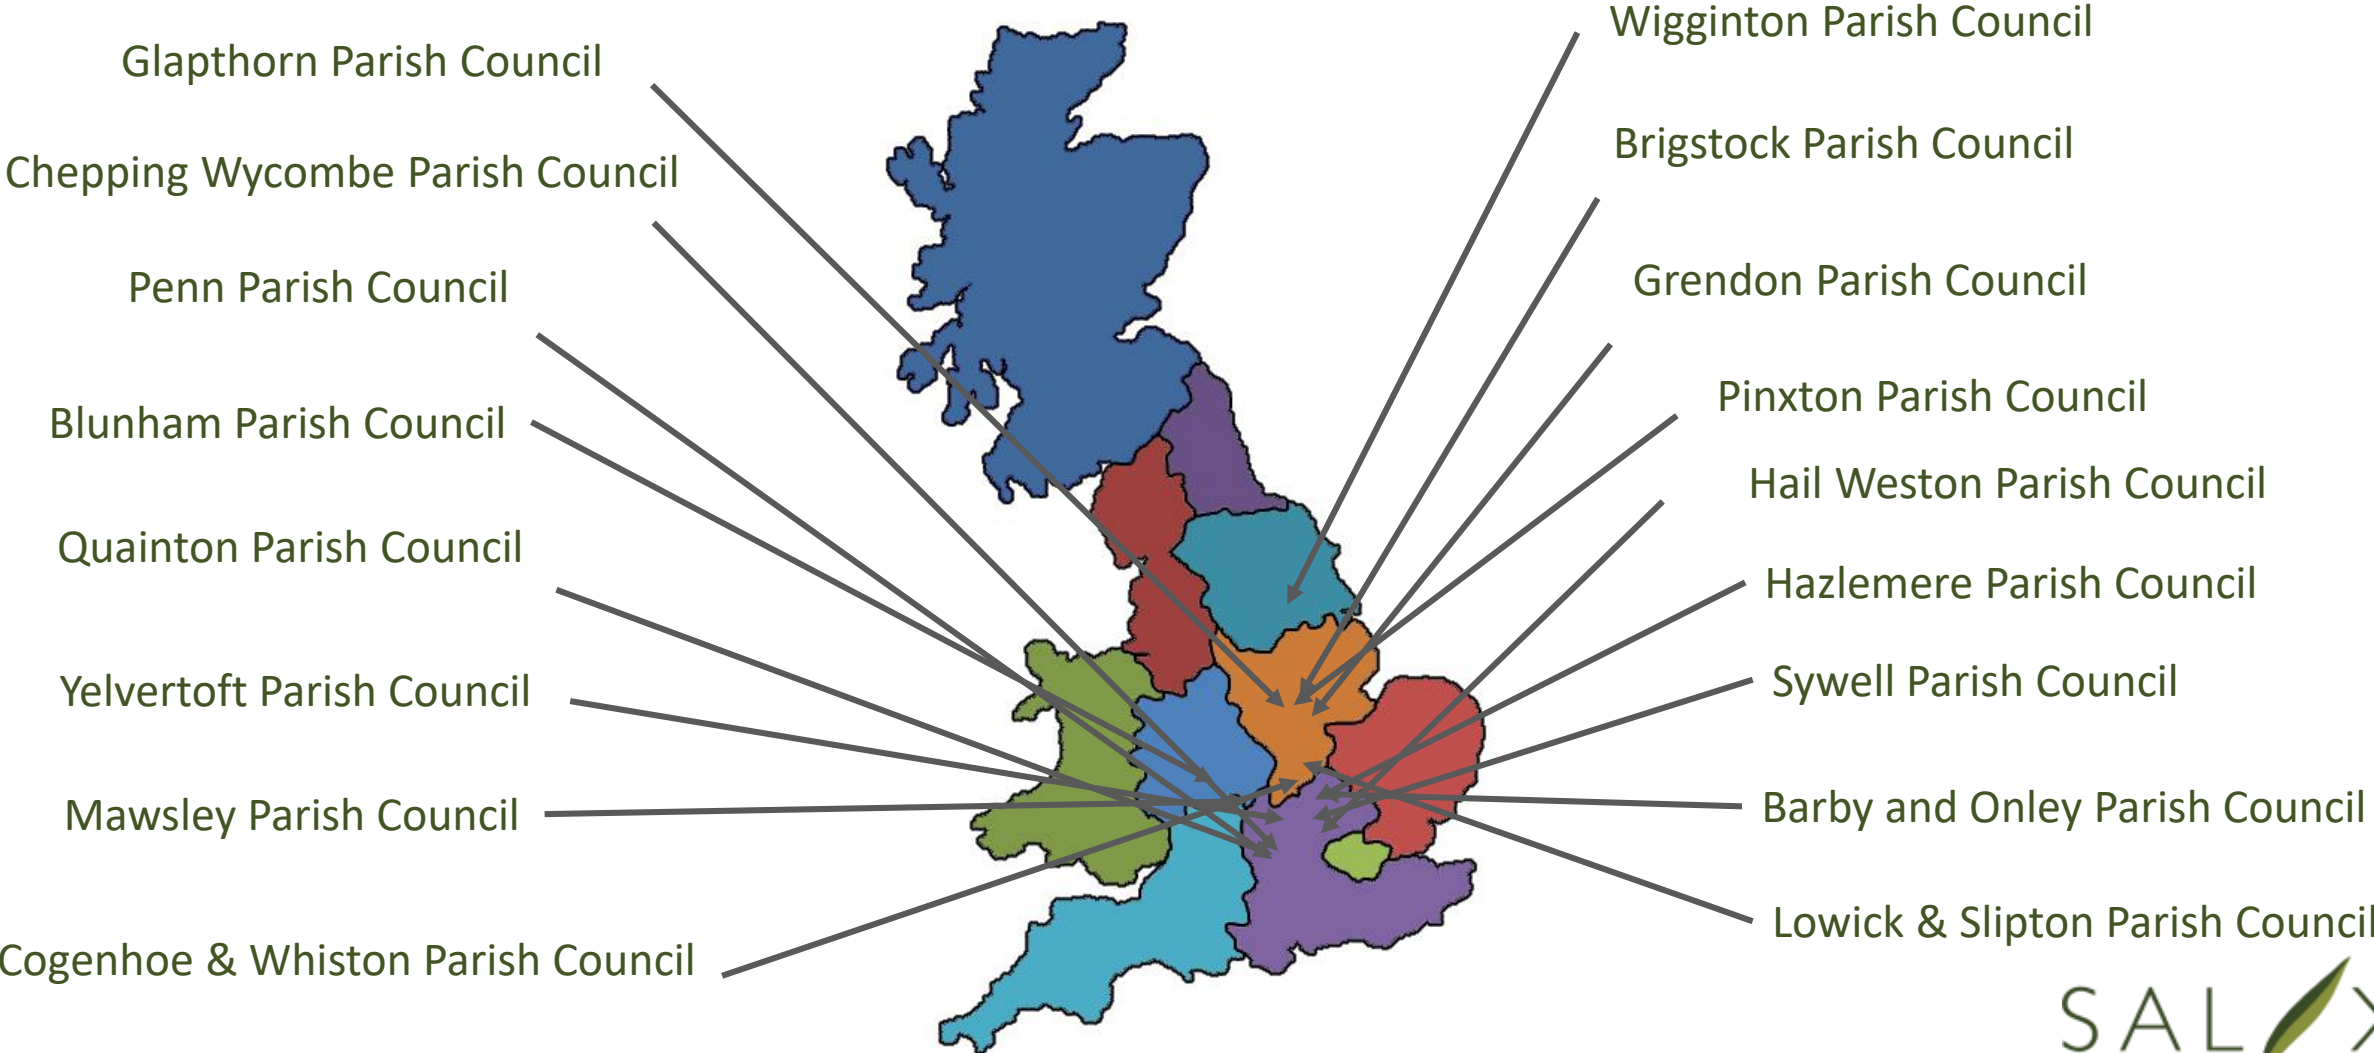 Glapthorn Parish Council
Chepping Wycombe Parish Council
Penn Parish Council
Blunham Parish Council
Quainton Parish Council
Yelvertoft Parish Council
Mawsley Parish Council
Cogenhoe & Whiston Parish Council
Wigginton Parish Council
Brigstock Parish Council
Grendon Parish Council
Pinxton Parish Council
Hail Weston Parish Council
Hazlemere Parish Council
Sywell Parish Council
Barby and Onley Parish Council
Lowick & Slipton Parish Council
SALIX